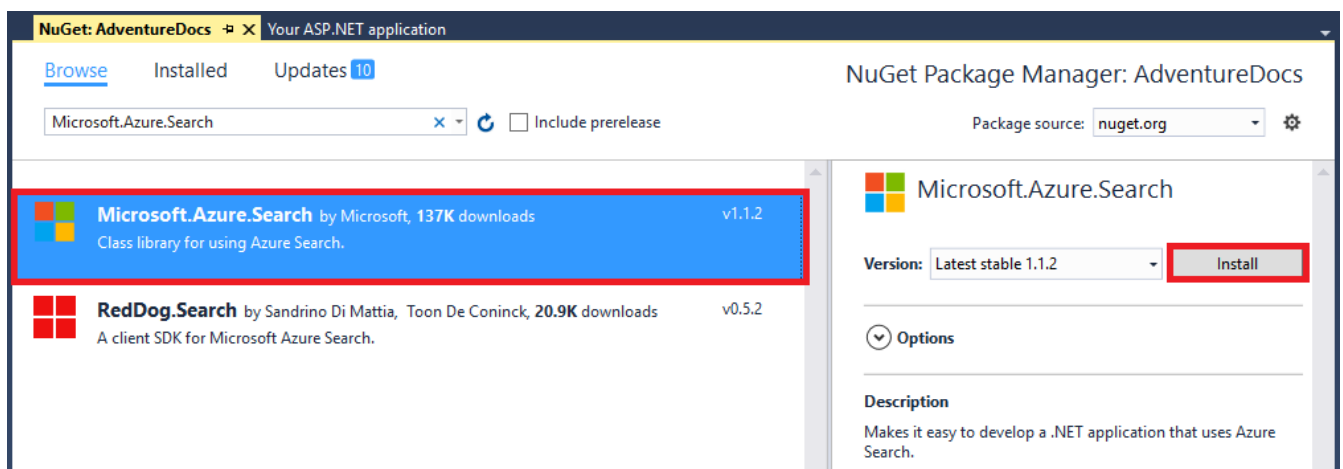 NuGet: AdventureDocs Your ASP.NET application
Browse Installed Updates 10
NuGet Package Manager: AdventureDocs
Microsoft.Azure.Search Include prerelease
Package source: nuget.org
Microsoft.Azure.Search by Microsoft, 137K downloads v1.1.2
Class library for using Azure Search.
RedDog.Search by Sandrino Di Mattia, Toon De Coninck, 20.9K downloads v0.5.2
A client SDK for Microsoft Azure Search.
Microsoft.Azure.Search
Version: Latest stable 1.1.2 Install
Options
Description
Makes it easy to develop a .NET application that uses Azure
Search.